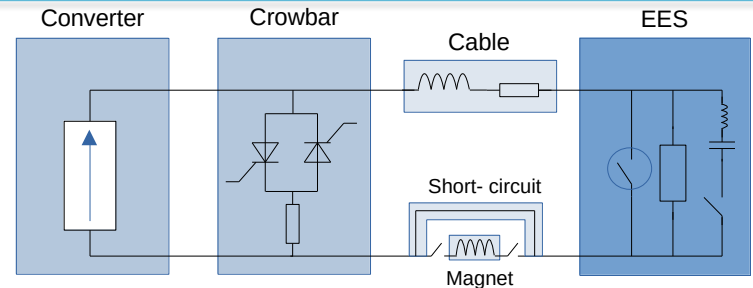 Converter
Crowbar
Cable
EES
Short- circuit
Magnet